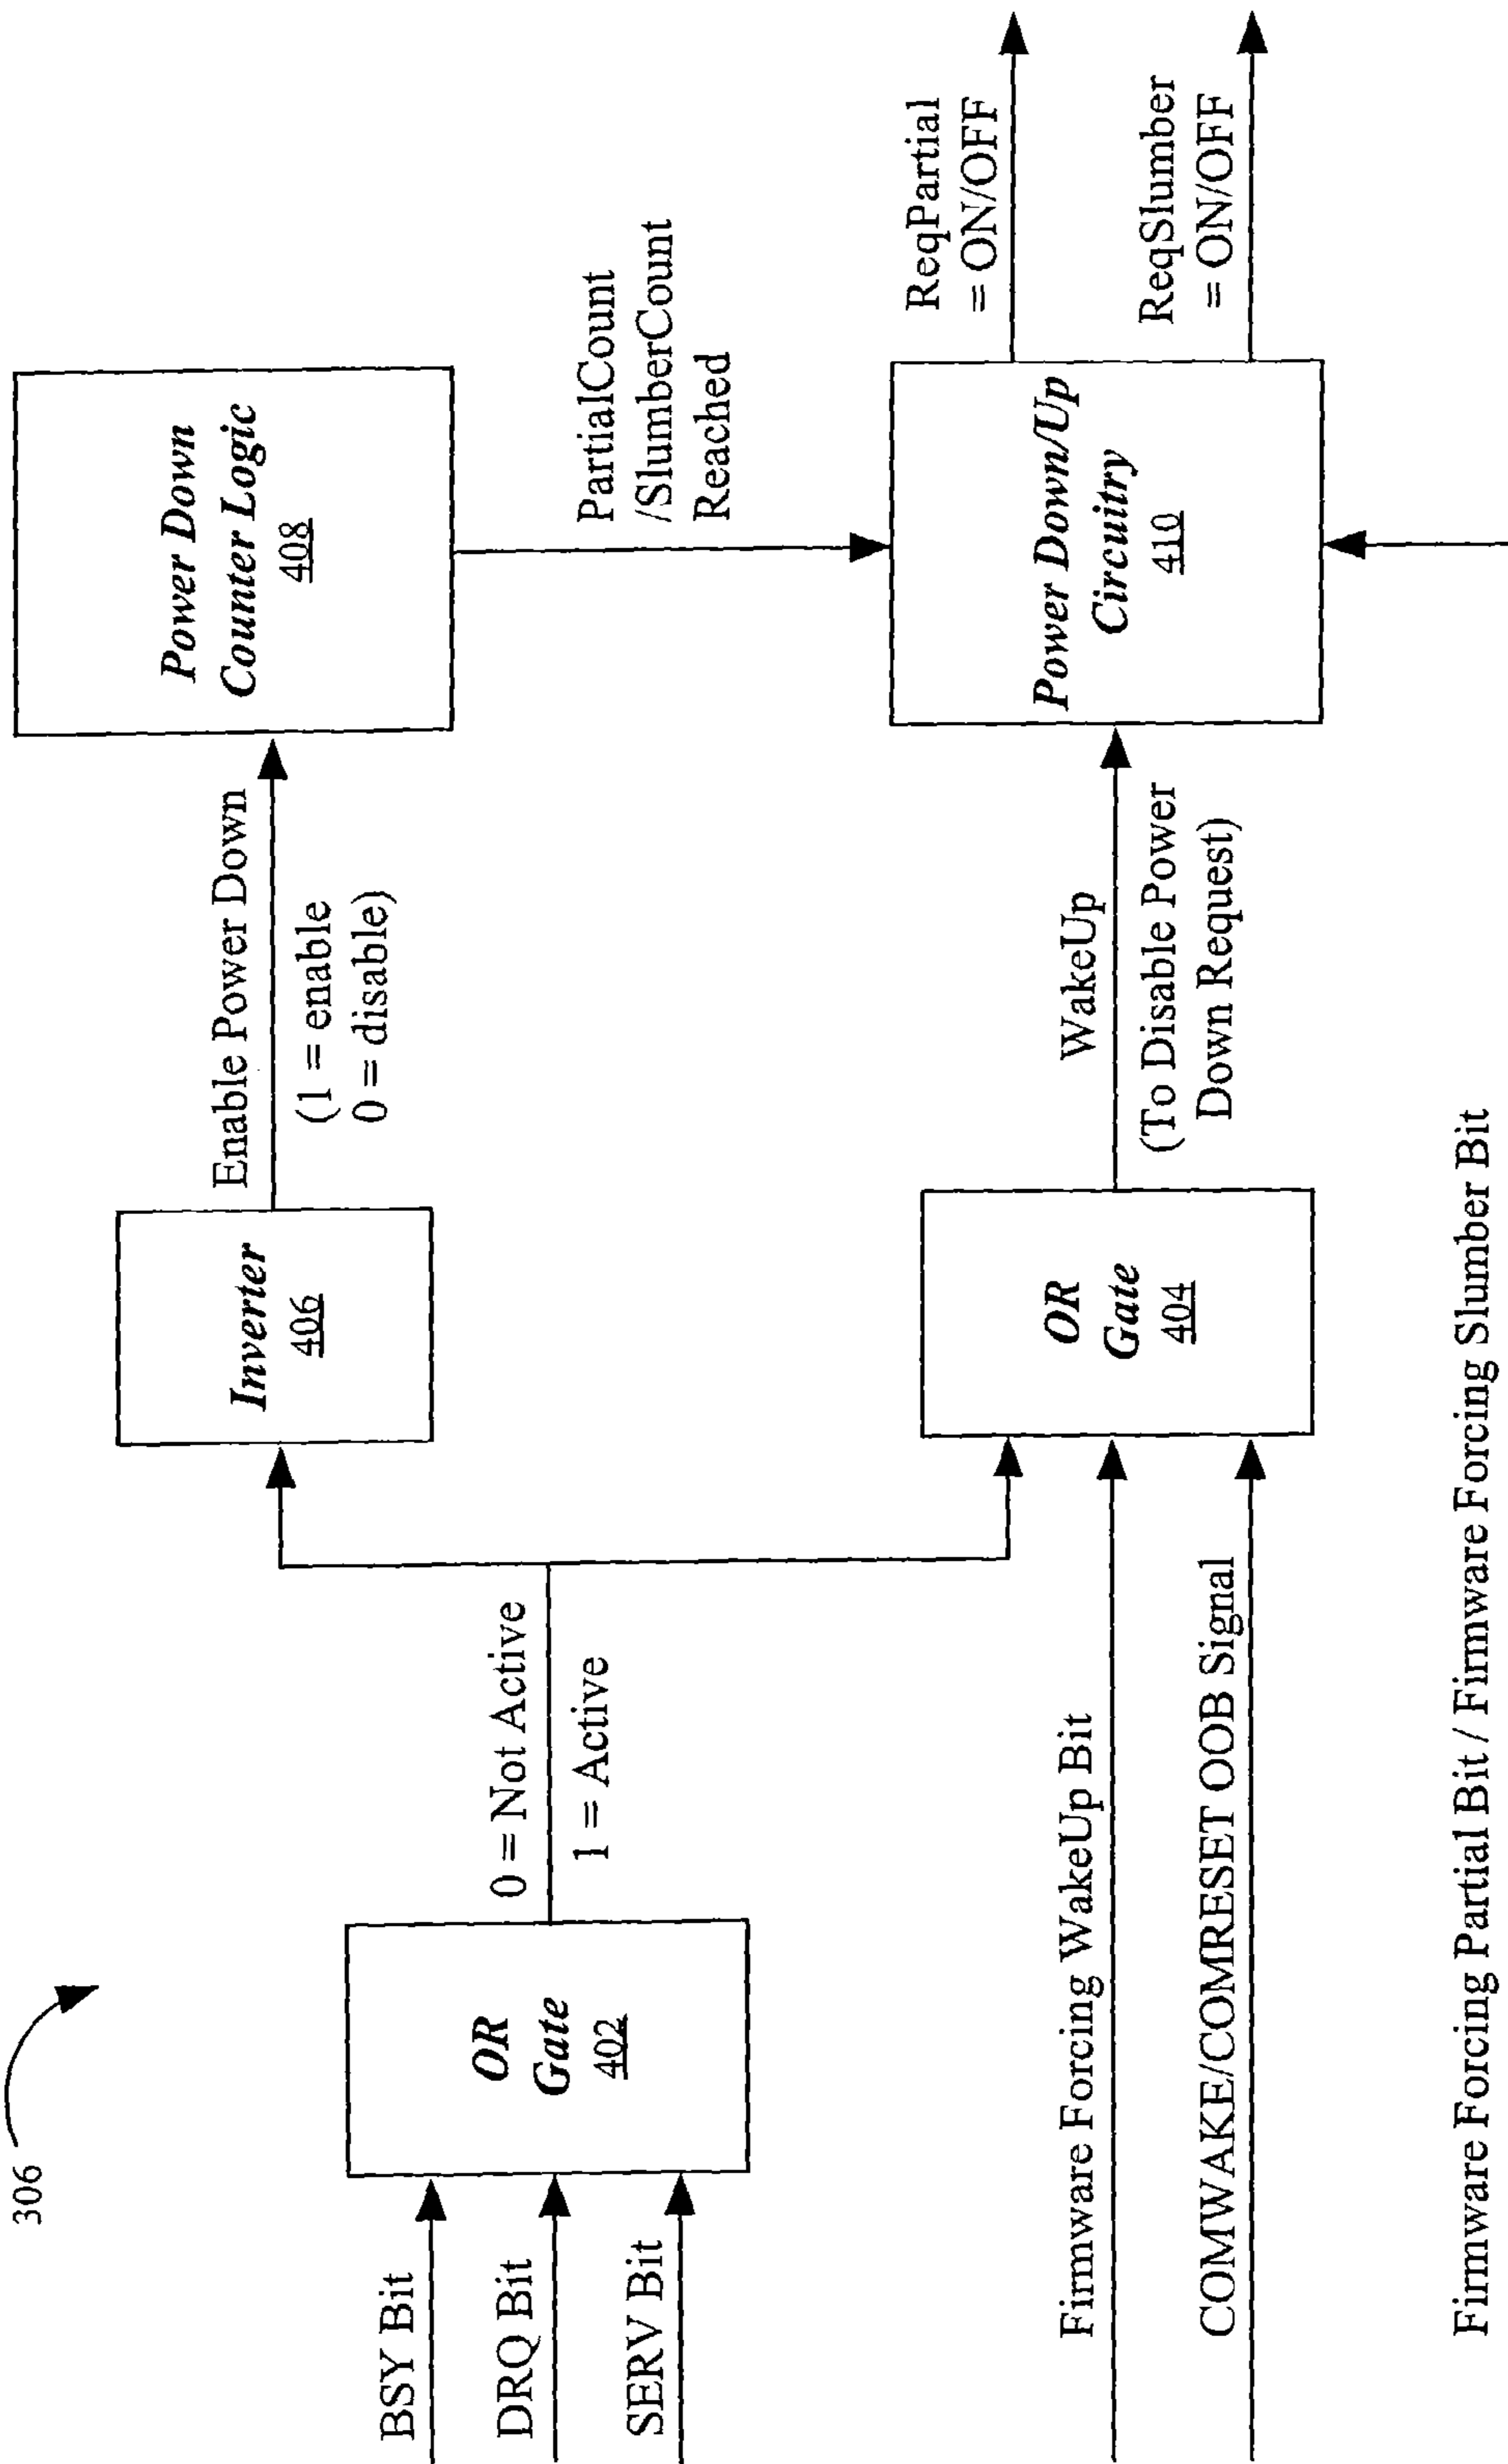 306
BSY Bit
DRQ Bit
SERV Bit
OR
Gate
402
0 = Not Active
1 = Active
Inverter
406
Enable Power Down
(1 = enable
0 = disable)
Power Down
Counter Logic
408
PartialCount
/SlumberCount
Reached
Firmware Forcing WakeUp Bit
COMWAKE/COMRESET OOB Signal
OR
Gate
404
WakeUp
(To Disable Power
Down Request)
Power Down/Up
Circuitry
410
ReqPartial
= ON/OFF
ReqSlumber
= ON/OFF
Firmware Forcing Partial Bit / Firmware Forcing Slumber Bit